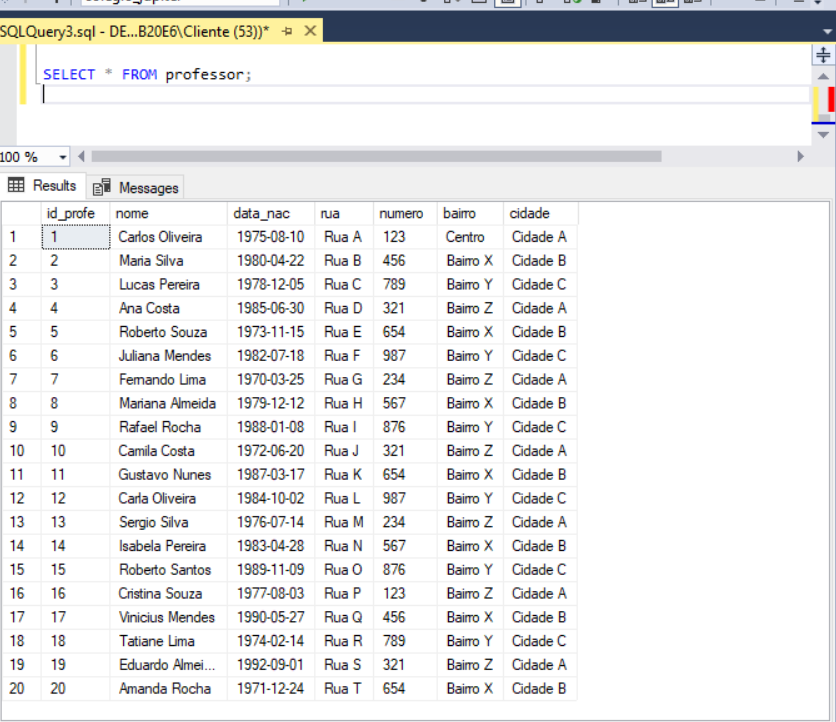 SQLQuery3.sql - DE...B20E6\Cliente (53))*
SELECT * FROM professor;
100 %
Results Messages
id_profe nome data_nac rua numero bairro cidade
1 1 Carlos Oliveira 1975-08-10 Rua A 123 Centro Cidade A
2 2 Maria Silva 1980-04-22 Rua B 456 Bairro X Cidade B
3 3 Lucas Pereira 1978-12-05 Rua C 789 Bairro Y Cidade C
4 4 Ana Costa 1985-06-30 Rua D 321 Bairro Z Cidade A
5 5 Roberto Souza 1973-11-15 Rua E 654 Bairro X Cidade B
6 6 Juliana Mendes 1982-07-18 Rua F 987 Bairro Y Cidade C
7 7 Fernando Lima 1970-03-25 Rua G 234 Bairro Z Cidade A
8 8 Mariana Almeida 1979-12-12 Rua H 567 Bairro X Cidade B
9 9 Rafael Rocha 1988-01-08 Rua I 876 Bairro Y Cidade C
10 10 Camila Costa 1972-06-20 Rua J 321 Bairro Z Cidade A
11 11 Gustavo Nunes 1987-03-17 Rua K 654 Bairro X Cidade B
12 12 Carla Oliveira 1984-10-02 Rua L 987 Bairro Y Cidade C
13 13 Sergio Silva 1976-07-14 Rua M 234 Bairro Z Cidade A
14 14 Isabela Pereira 1983-04-28 Rua N 567 Bairro X Cidade B
15 15 Roberto Santos 1989-11-09 Rua O 876 Bairro Y Cidade C
16 16 Cristina Souza 1977-08-03 Rua P 123 Bairro Z Cidade A
17 17 Vinicius Mendes 1990-05-27 Rua Q 456 Bairro X Cidade B
18 18 Tatiane Lima 1974-02-14 Rua R 789 Bairro Y Cidade C
19 19 Eduardo Almei... 1992-09-01 Rua S 321 Bairro Z Cidade A
20 20 Amanda Rocha 1971-12-24 Rua T 654 Bairro X Cidade B